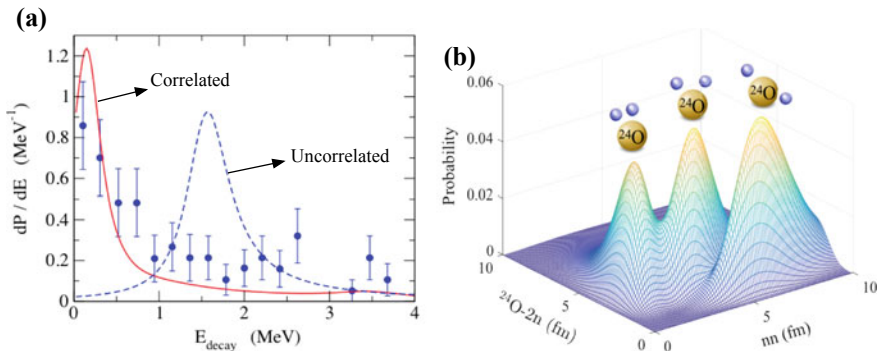 (a)
1.2
1
0.8
0.6
0.4
0.2
0
dP / dE (MeV⁻¹)
Correlated
Uncorrelated
0
1
2
3
4
E_decay (MeV)
(b)
0.06
0.04
0.02
0
Probability
²⁴O
²⁴O
²⁴O
10
5
0
²⁴O-2n (fm)
0
5
10
nn (fm)